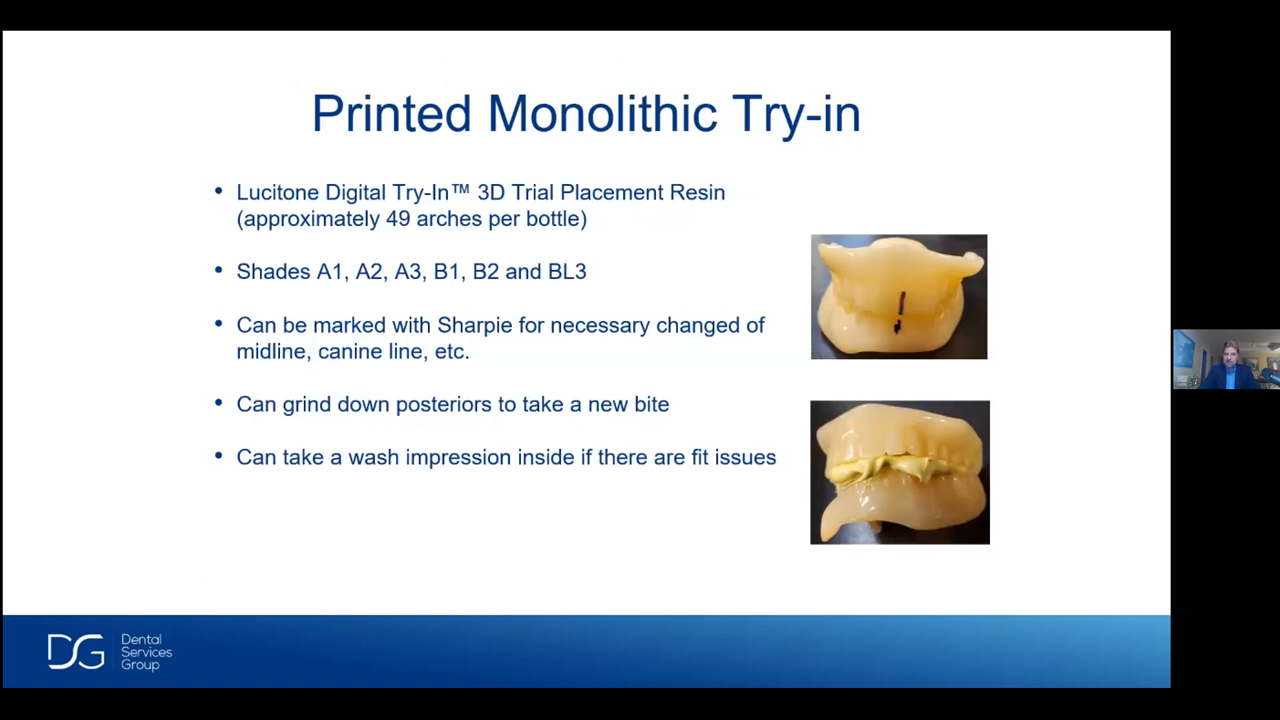 Printed Monolithic Try-in
• Lucitone Digital Try-In™ 3D Trial Placement Resin
(approximately 49 arches per bottle)
• Shades A1, A2, A3, B1, B2 and BL3
• Can be marked with Sharpie for necessary changed of
midline, canine line, etc.
• Can grind down posteriors to take a new bite
• Can take a wash impression inside if there are fit issues
DSG
Dental
Services
Group